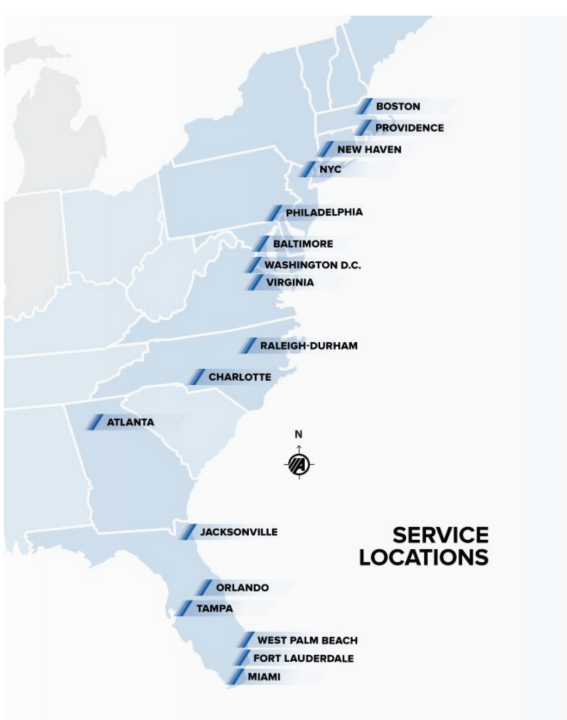 BOSTON
PROVIDENCE
NEW HAVEN
NYC
PHILADELPHIA
BALTIMORE
WASHINGTON D.C.
VIRGINIA
RALEIGH-DURHAM
CHARLOTTE
ATLANTA
N
JACKSONVILLE
SERVICE
LOCATIONS
ORLANDO
TAMPA
WEST PALM BEACH
FORT LAUDERDALE
MIAMI